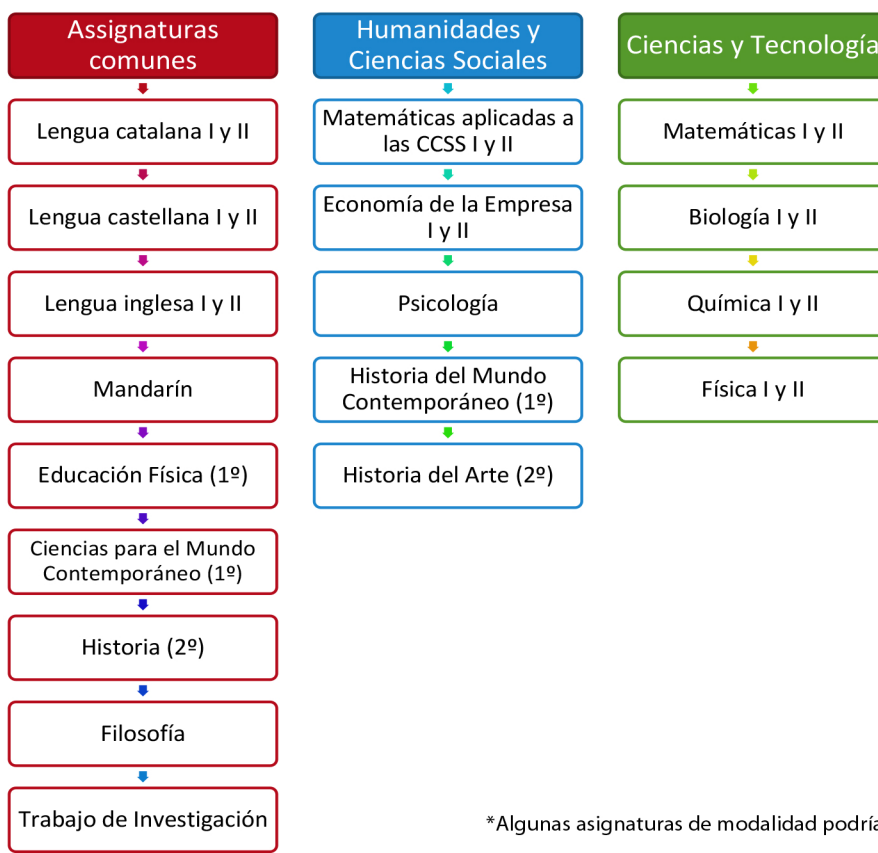 Assignaturas
comunes
Lengua catalana I y II
Lengua castellana I y II
Lengua inglesa I y II
Mandarín
Educación Física (1º)
Ciencias para el Mundo
Contemporáneo (1º)
Historia (2º)
Filosofía
Trabajo de Investigación
Humanidades y
Ciencias Sociales
Matemáticas aplicadas a
las CCSS I y II
Economía de la Empresa
I y II
Psicología
Historia del Mundo
Contemporáneo (1º)
Historia del Arte (2º)
Ciencias y Tecnología
Matemáticas I y II
Biología I y II
Química I y II
Física I y II
*Algunas asignaturas de modalidad podría